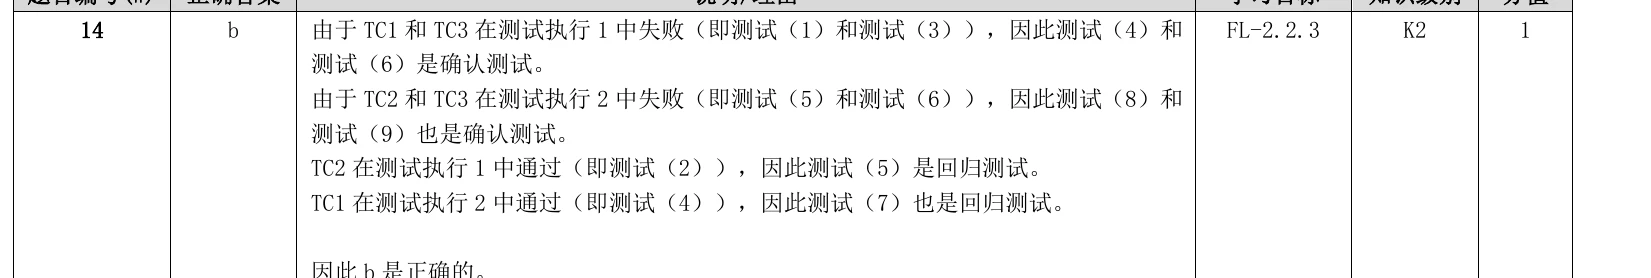 14
b
由于 TC1 和 TC3 在测试执行 1 中失败（即测试（1）和测试（3）），因此测试（4）和
测试（6）是确认测试。
由于 TC2 和 TC3 在测试执行 2 中失败（即测试（5）和测试（6）），因此测试（8）和
测试（9）也是确认测试。
TC2 在测试执行 1 中通过（即测试（2）），因此测试（5）是回归测试。
TC1 在测试执行 2 中通过（即测试（4）），因此测试（7）也是回归测试。
因此 b 是正确的。
FL-2.2.3
K2
1